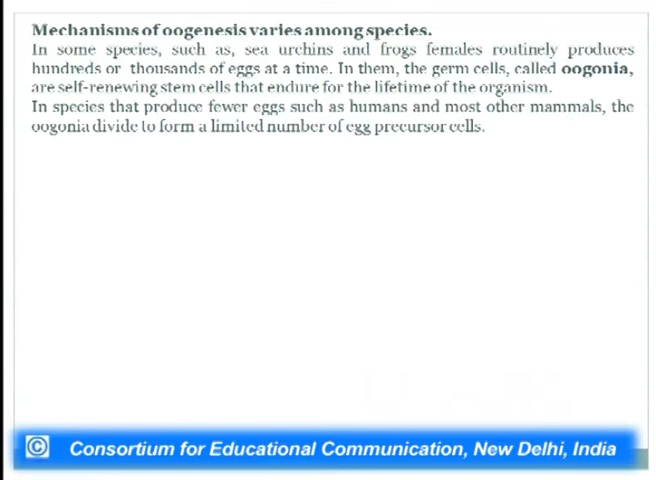 Mechanisms of oogenesis varies among species.
In some species, such as, sea urchins and frogs females routinely produces
hundreds or thousands of eggs at a time. In them, the germ cells, called oogonia,
are self-renewing stem cells that endure for the lifetime of the organism.
In species that produce fewer eggs such as humans and most other mammals, the
oogonia divide to form a limited number of egg precursor cells.
© Consortium for Educational Communication, New Delhi, India